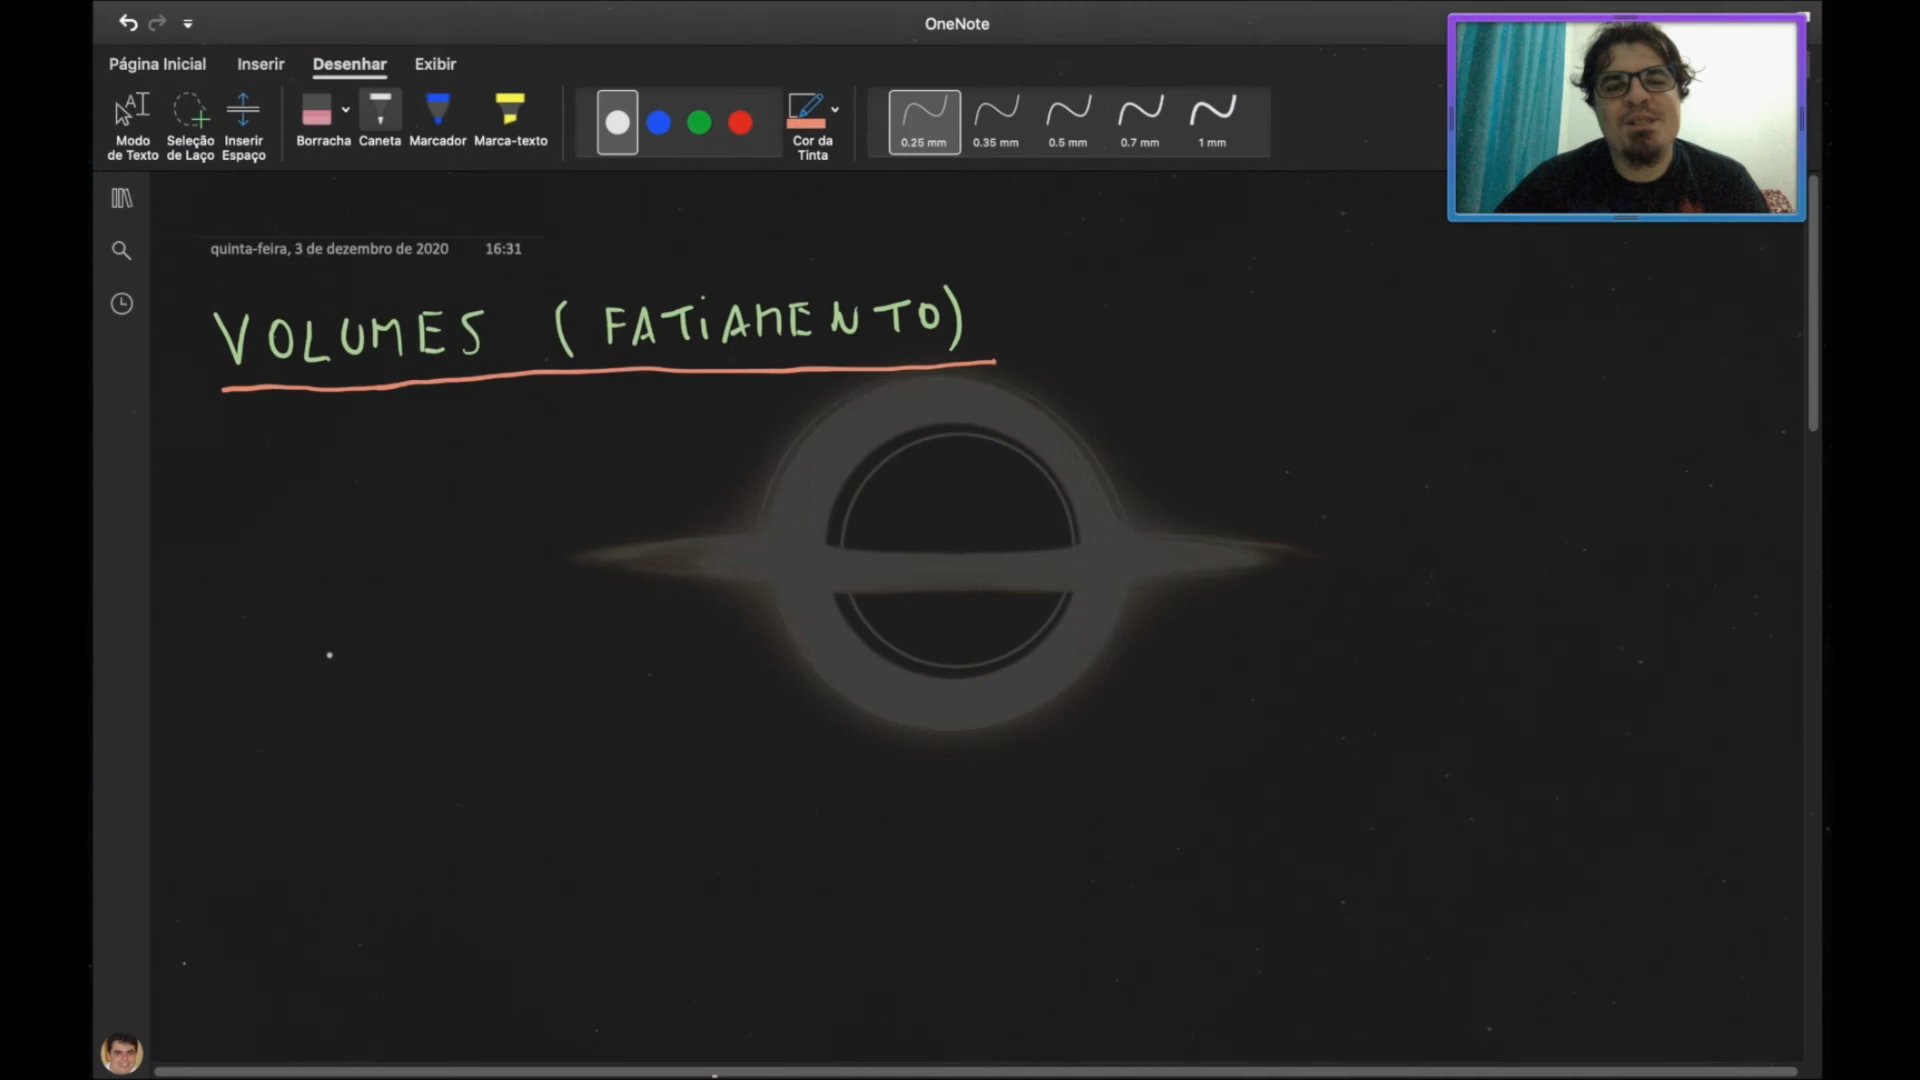 OneNote
Página Inicial Inserir Desenhar Exibir
Modo de Texto
Seleção de Laço
Inserir Espaço
Borracha
Caneta
Marcador
Marca-texto
Cor da Tinta
0.25 mm
0.35 mm
0.5 mm
0.7 mm
1 mm
quinta-feira, 3 de dezembro de 2020 16:31
VOLUMES (FATiAMENTO)